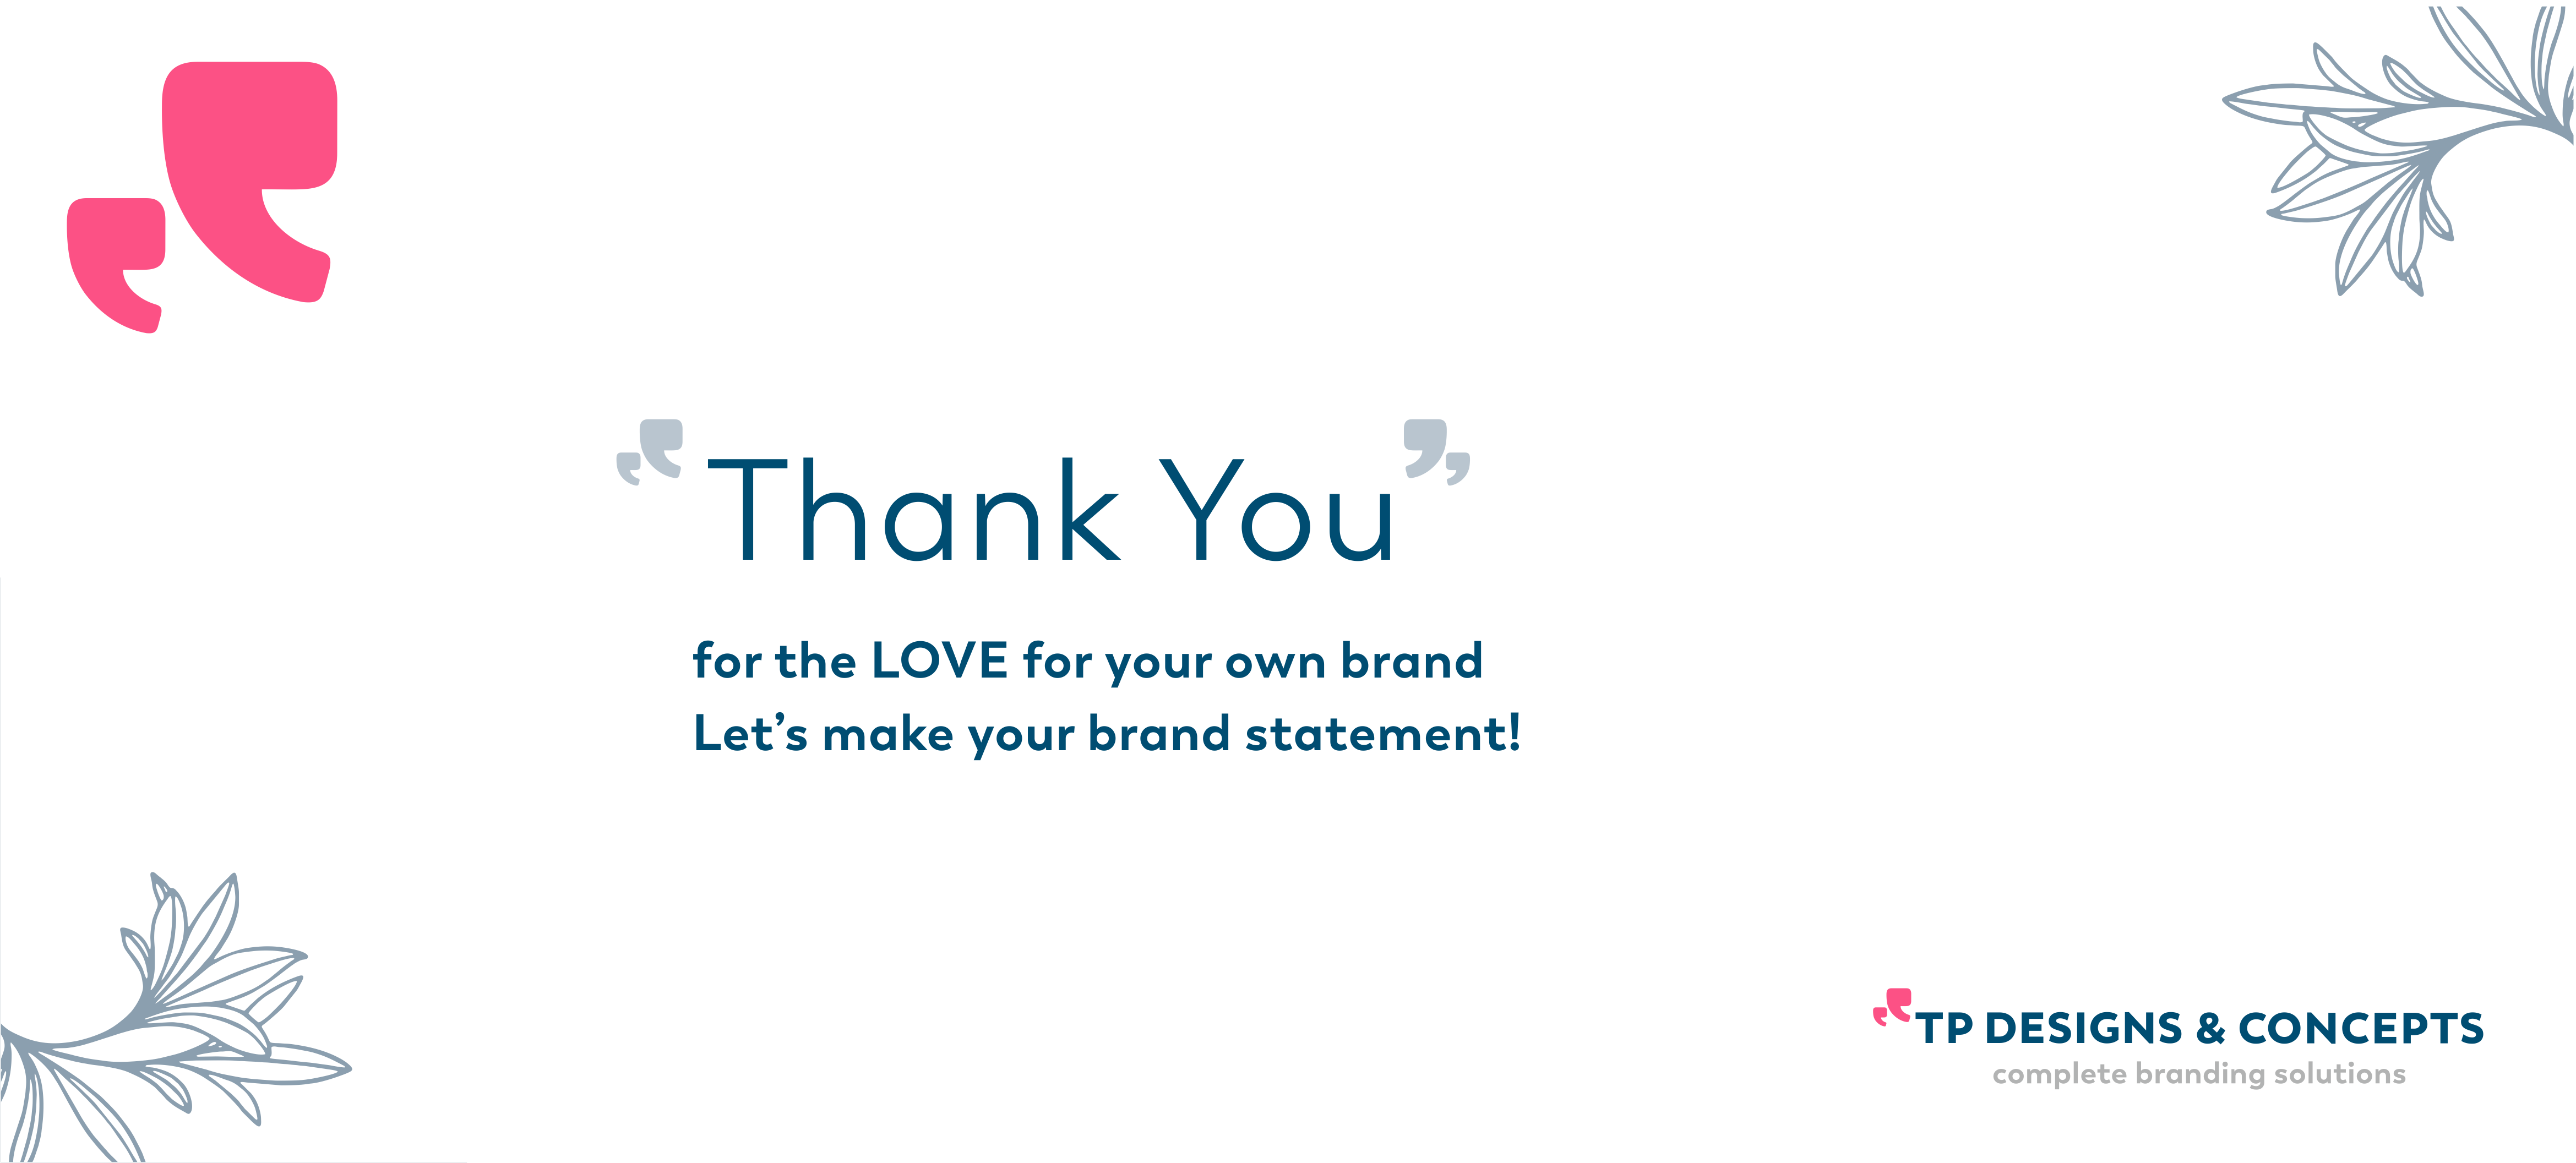 Thank You
for the LOVE for your own brand
Let’s make your brand statement!
TP DESIGNS & CONCEPTS
complete branding solutions